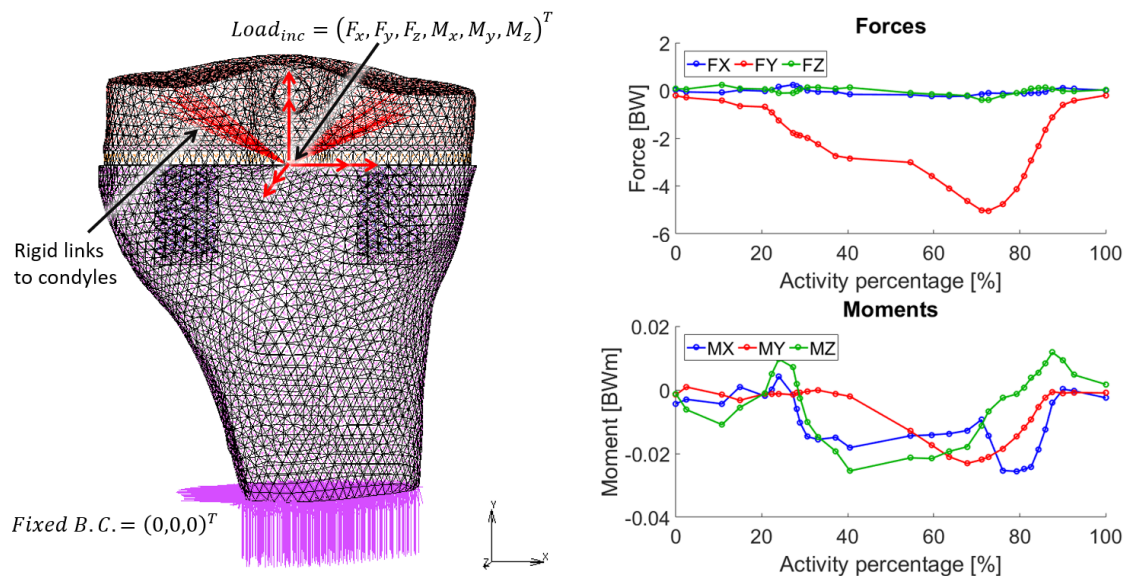 Load_inc = (F_x, F_y, F_z, M_x, M_y, M_z)^T
Rigid links
to condyles
Fixed B.C. = (0,0,0)^T
Y
Z
X
Forces
FX FY FZ
2
0
-2
-4
-6
Force [BW]
0 20 40 60 80 100
Activity percentage [%]
Moments
MX MY MZ
0.02
0
-0.02
-0.04
Moment [BWm]
0 20 40 60 80 100
Activity percentage [%]